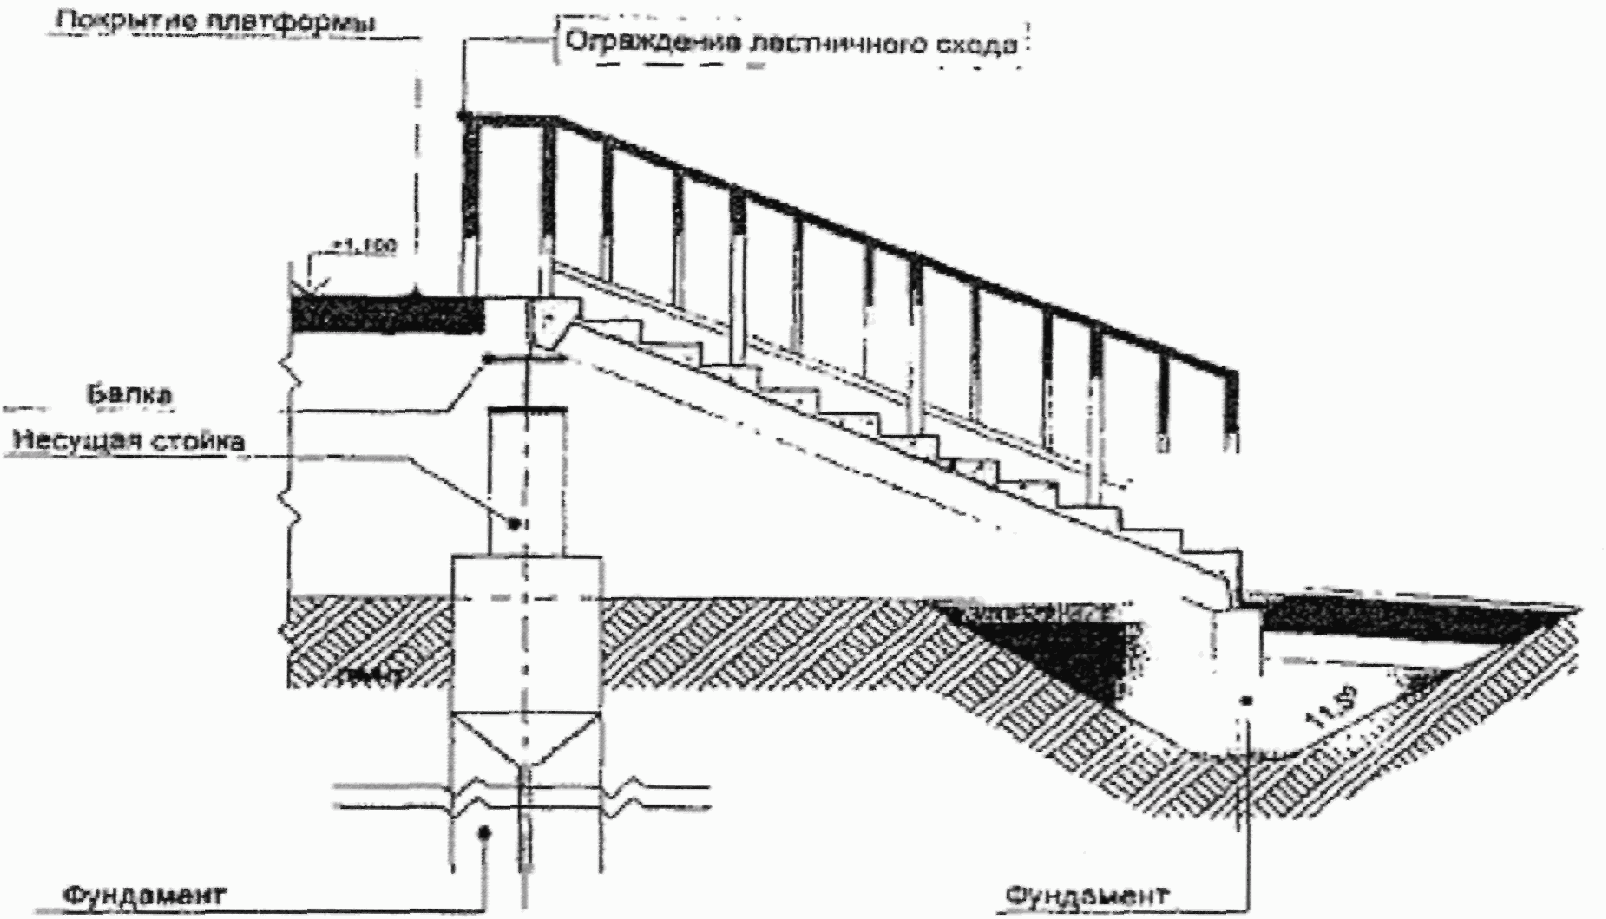 Покрытие платформы
Ограждение лестничного схода
+1,100
Балка
Несущая стойка
Фундамент
Фундамент